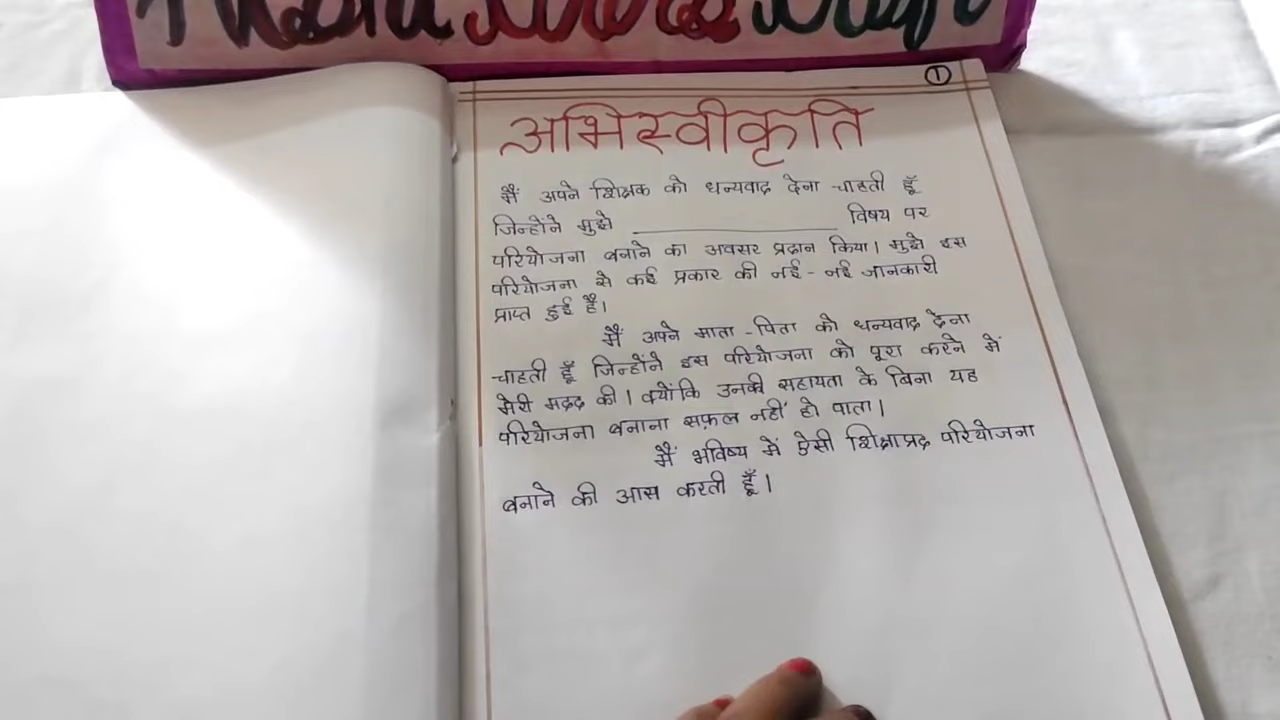 1
अभिस्वीकृति
मैं अपने शिक्षक को धन्यवाद देना चाहती हूँ
जिन्होंने मुझे ____________ विषय पर
परियोजना बनाने का अवसर प्रदान किया। मुझे इस
परियोजना से कई प्रकार की नई - नई जानकारी
प्राप्त हुई है।
मैं अपने माता - पिता को धन्यवाद देना
चाहती हूँ जिन्होंने इस परियोजना को पूरा करने में
मेरी मदद की। क्योंकि उनकी सहायता के बिना यह
परियोजना बनाना सफ़ल नहीं हो पाता।
मैं भविष्य में ऐसी शिक्षाप्रद परियोजना
बनाने की आस करती हूँ।